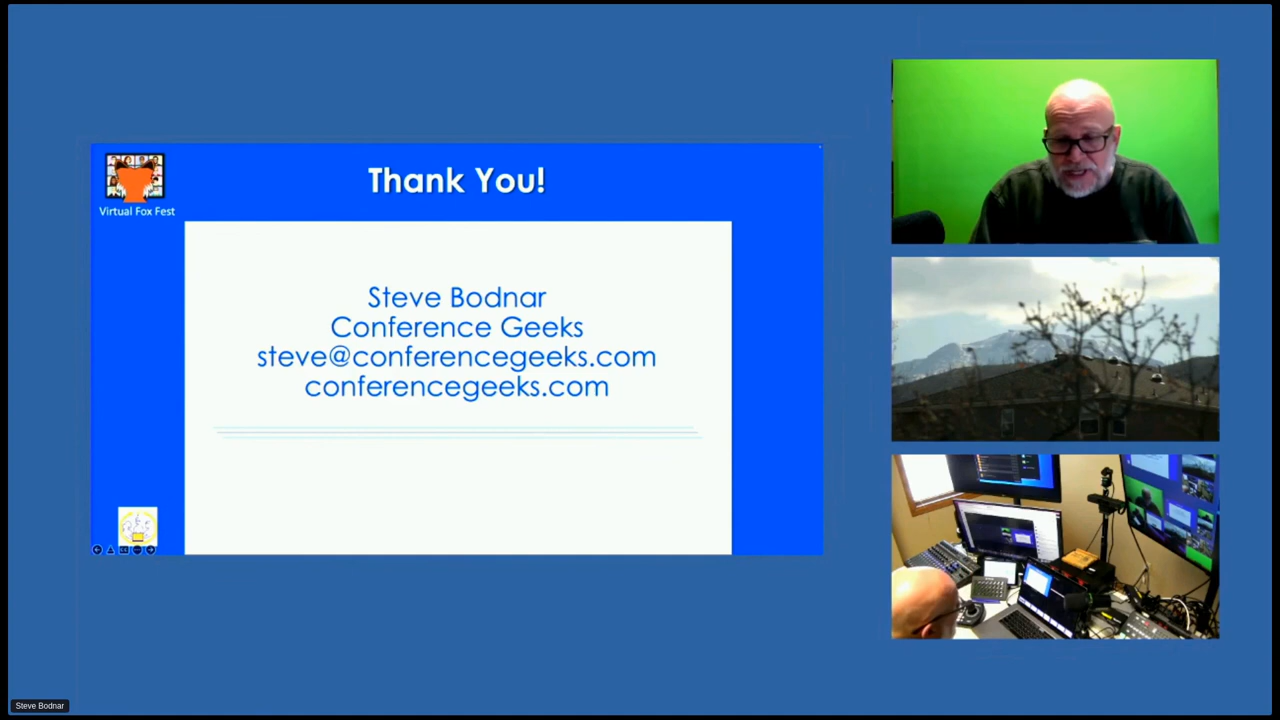 Thank You!
Virtual Fox Fest
Steve Bodnar
Conference Geeks
steve@conferencegeeks.com
conferencegeeks.com
Steve Bodnar